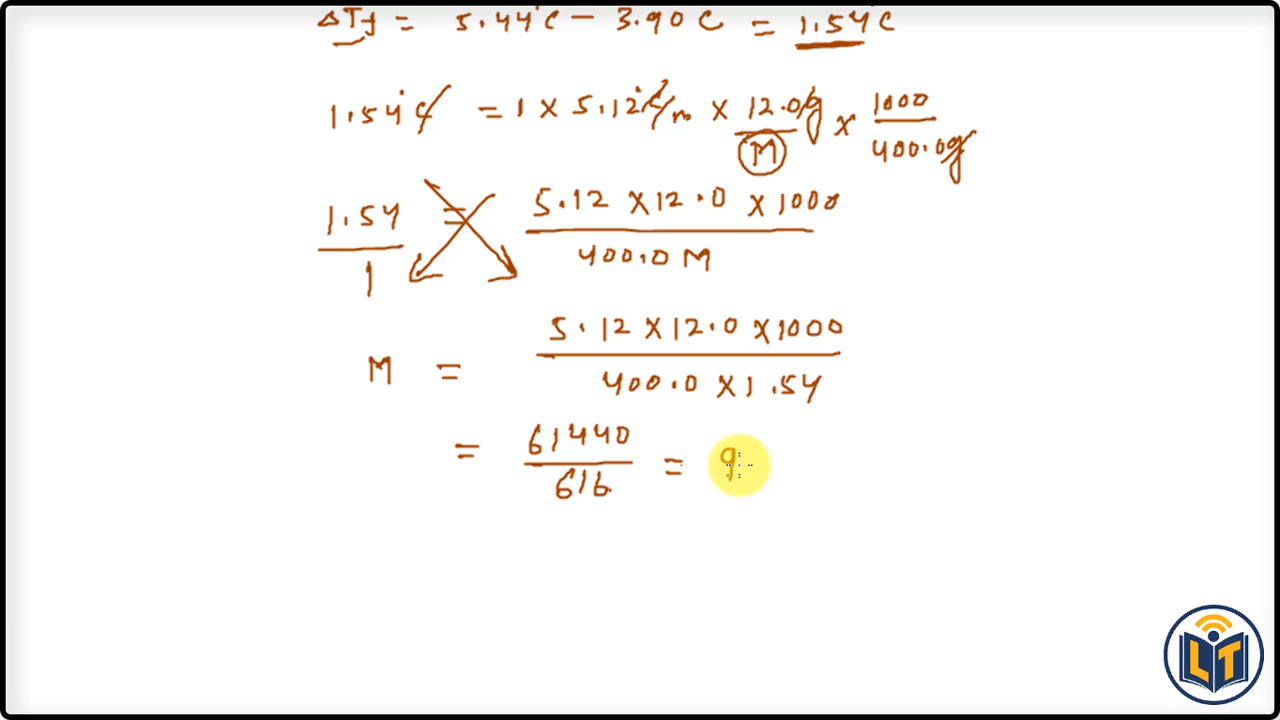 ΔTf = 5.44°C - 3.90 C = 1.54°C
1.54°C = 1 × 5.12°C/m × 12.0g/M × 1000/400.0g
1.54/1 = 5.12 × 12.0 × 1000/400.0 M
M = 5.12 × 12.0 × 1000/400.0 × 1.54
= 61440/616 = 9
LT